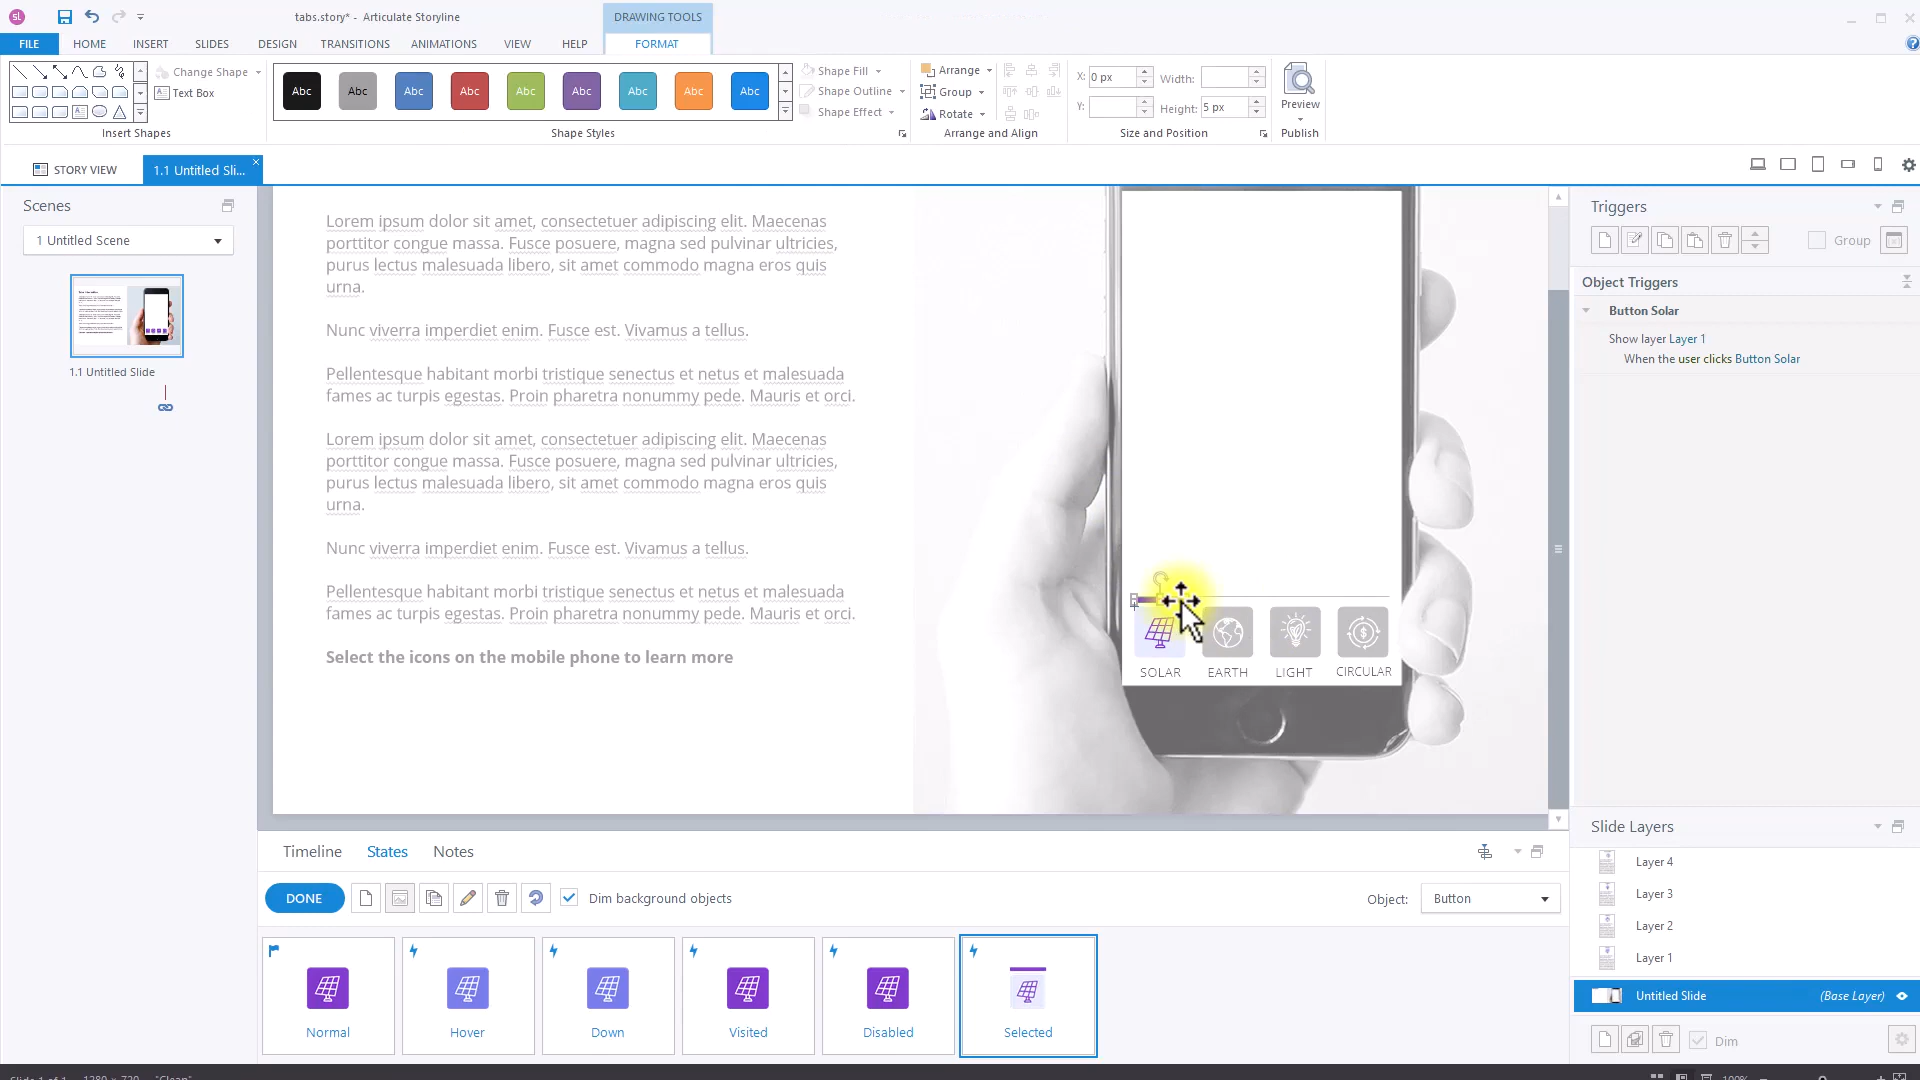 sl
tabs.story* - Articulate Storyline
DRAWING TOOLS
FILE
HOME
INSERT
SLIDES
DESIGN
TRANSITIONS
ANIMATIONS
VIEW
HELP
FORMAT
Change Shape
Text Box
Insert Shapes
Abc
Abc
Abc
Abc
Abc
Abc
Abc
Abc
Abc
Shape Styles
Shape Fill
Shape Outline
Shape Effect
Arrange
Group
Rotate
Arrange and Align
X: 0 px
Width:
Y:
Height: 5 px
Size and Position
Preview
Publish
STORY VIEW
1.1 Untitled Sli...
Scenes
1 Untitled Scene
1.1 Untitled Slide
Lorem ipsum dolor sit amet, consectetuer adipiscing elit. Maecenas
porttitor congue massa. Fusce posuere, magna sed pulvinar ultricies,
purus lectus malesuada libero, sit amet commodo magna eros quis
urna.
Nunc viverra imperdiet enim. Fusce est. Vivamus a tellus.
Pellentesque habitant morbi tristique senectus et netus et malesuada
fames ac turpis egestas. Proin pharetra nonummy pede. Mauris et orci.
Lorem ipsum dolor sit amet, consectetuer adipiscing elit. Maecenas
porttitor congue massa. Fusce posuere, magna sed pulvinar ultricies,
purus lectus malesuada libero, sit amet commodo magna eros quis
urna.
Nunc viverra imperdiet enim. Fusce est. Vivamus a tellus.
Pellentesque habitant morbi tristique senectus et netus et malesuada
fames ac turpis egestas. Proin pharetra nonummy pede. Mauris et orci.
Select the icons on the mobile phone to learn more
SOLAR
EARTH
LIGHT
CIRCULAR
Triggers
Group
Object Triggers
Button Solar
Show layer Layer 1
When the user clicks Button Solar
Timeline
States
Notes
DONE
Dim background objects
Object:
Button
Normal
Hover
Down
Visited
Disabled
Selected
Slide Layers
Layer 4
Layer 3
Layer 2
Layer 1
Untitled Slide
(Base Layer)
Dim
Slide 1 of 1
1280 × 720
"Clean"
100%